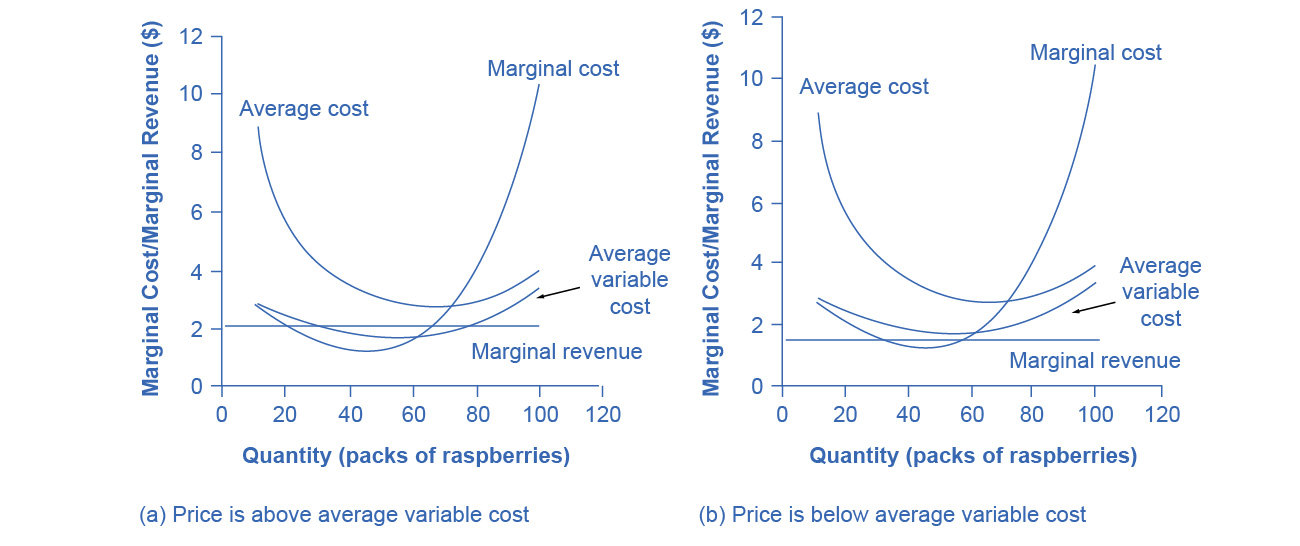 Marginal Cost/Marginal Revenue ($)
12
10
8
6
4
2
0
Average cost
Marginal cost
Average
variable
cost
Marginal revenue
0 20 40 60 80 100 120
Quantity (packs of raspberries)
(a) Price is above average variable cost
Marginal Cost/Marginal Revenue ($)
12
10
8
6
4
2
0
Marginal cost
Average cost
Average
variable
cost
Marginal revenue
0 20 40 60 80 100 120
Quantity (packs of raspberries)
(b) Price is below average variable cost